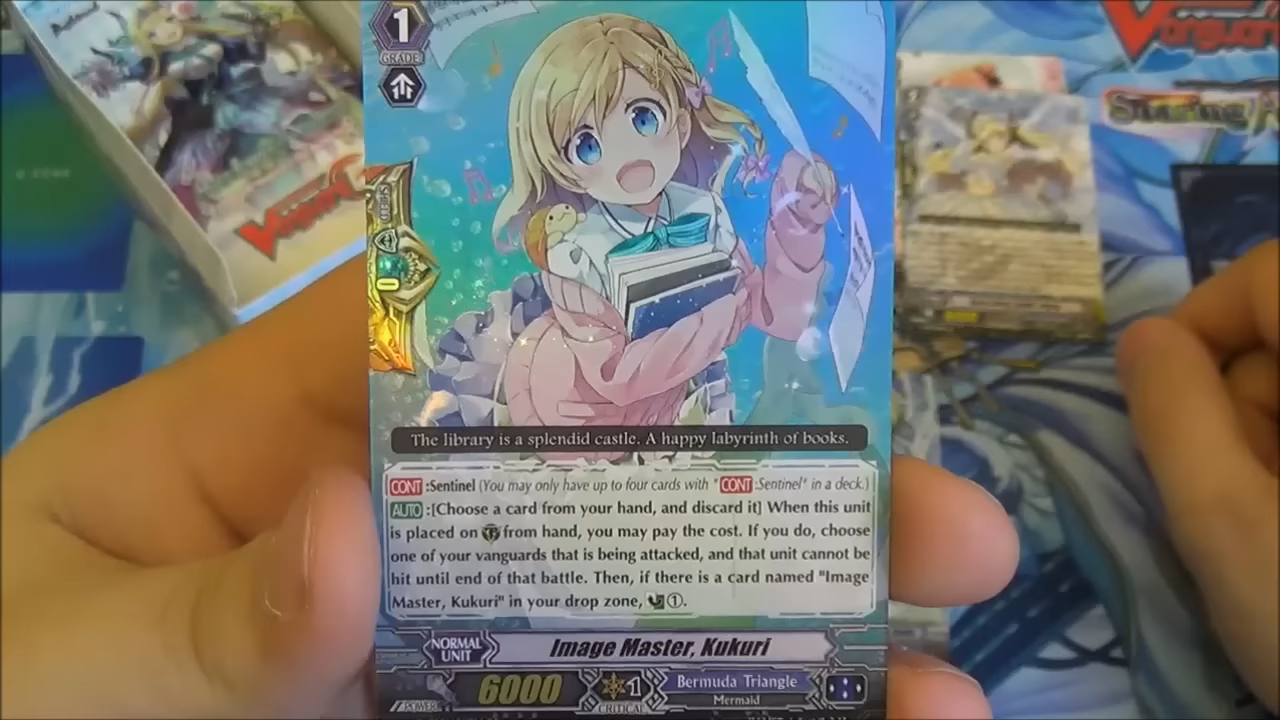 1
GRADE
Vanguard
SHIELD
0
The library is a splendid castle. A happy labyrinth of books.
CONT :Sentinel (You may only have up to four cards with "CONT :Sentinel" in a deck.)
AUTO :[Choose a card from your hand, and discard it] When this unit
is placed on from hand, you may pay the cost. If you do, choose
one of your vanguards that is being attacked, and that unit cannot be
hit until end of that battle. Then, if there is a card named "Image
Master, Kukuri" in your drop zone, ①.
NORMAL
UNIT
Image Master, Kukuri
POWER
6000
1
CRITICAL
Bermuda Triangle
Mermaid